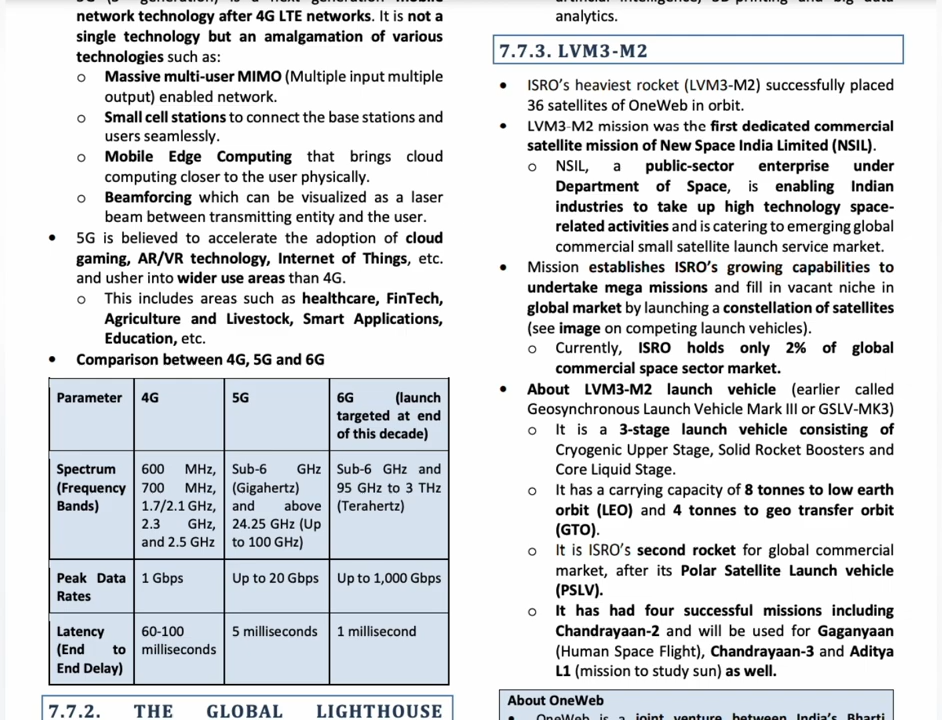 network technology after 4G LTE networks. It is not a
single technology but an amalgamation of various
technologies such as:
o Massive multi-user MIMO (Multiple input multiple
output) enabled network.
o Small cell stations to connect the base stations and
users seamlessly.
o Mobile Edge Computing that brings cloud
computing closer to the user physically.
o Beamforcing which can be visualized as a laser
beam between transmitting entity and the user.
• 5G is believed to accelerate the adoption of cloud
gaming, AR/VR technology, Internet of Things, etc.
and usher into wider use areas than 4G.
o This includes areas such as healthcare, FinTech,
Agriculture and Livestock, Smart Applications,
Education, etc.
• Comparison between 4G, 5G and 6G
Parameter 4G 5G 6G (launch
targeted at end
of this decade)
Spectrum 600 MHz, Sub-6 GHz Sub-6 GHz and
(Frequency 700 MHz, (Gigahertz) 95 GHz to 3 THz
Bands) 1.7/2.1 GHz, and above (Terahertz)
2.3 GHz, 24.25 GHz (Up
and 2.5 GHz to 100 GHz)
Peak Data 1 Gbps Up to 20 Gbps Up to 1,000 Gbps
Rates
Latency 60-100 5 milliseconds 1 millisecond
(End to milliseconds
End Delay)
7.7.2. THE GLOBAL LIGHTHOUSE
analytics.
7.7.3. LVM3-M2
• ISRO's heaviest rocket (LVM3-M2) successfully placed
36 satellites of OneWeb in orbit.
• LVM3-M2 mission was the first dedicated commercial
satellite mission of New Space India Limited (NSIL).
o NSIL, a public-sector enterprise under
Department of Space, is enabling Indian
industries to take up high technology space-
related activities and is catering to emerging global
commercial small satellite launch service market.
• Mission establishes ISRO's growing capabilities to
undertake mega missions and fill in vacant niche in
global market by launching a constellation of satellites
(see image on competing launch vehicles).
o Currently, ISRO holds only 2% of global
commercial space sector market.
• About LVM3-M2 launch vehicle (earlier called
Geosynchronous Launch Vehicle Mark III or GSLV-MK3)
o It is a 3-stage launch vehicle consisting of
Cryogenic Upper Stage, Solid Rocket Boosters and
Core Liquid Stage.
o It has a carrying capacity of 8 tonnes to low earth
orbit (LEO) and 4 tonnes to geo transfer orbit
(GTO).
o It is ISRO's second rocket for global commercial
market, after its Polar Satellite Launch vehicle
(PSLV).
o It has had four successful missions including
Chandrayaan-2 and will be used for Gaganyaan
(Human Space Flight), Chandrayaan-3 and Aditya
L1 (mission to study sun) as well.
About OneWeb
• OneWeb is a joint venture between India's Bharti